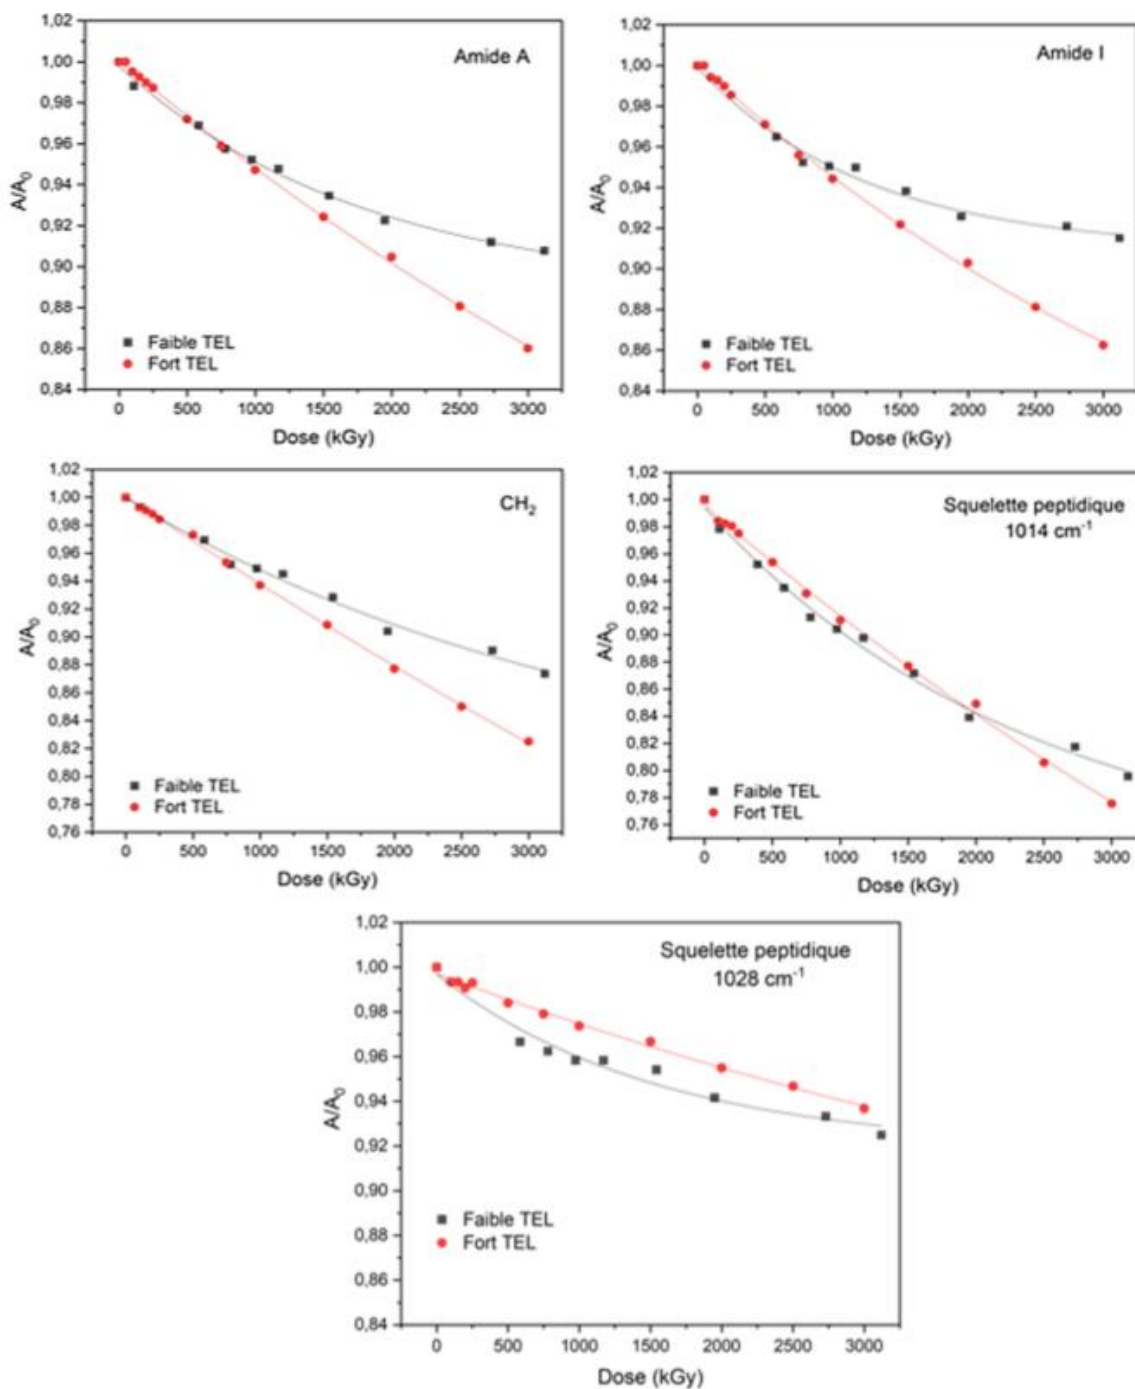 1,02
1,00
0,98
0,96
0,94
0,92
0,90
0,88
0,86
0,84
A/A0
Amide A
Faible TEL
Fort TEL
0 500 1000 1500 2000 2500 3000
Dose (kGy)
1,02
1,00
0,98
0,96
0,94
0,92
0,90
0,88
0,86
0,84
A/A0
Amide I
Faible TEL
Fort TEL
0 500 1000 1500 2000 2500 3000
Dose (kGy)
1,02
1,00
0,98
0,96
0,94
0,92
0,90
0,88
0,86
0,84
0,82
0,80
0,78
0,76
A/A0
CH2
Faible TEL
Fort TEL
0 500 1000 1500 2000 2500 3000
Dose (kGy)
1,02
1,00
0,98
0,96
0,94
0,92
0,90
0,88
0,86
0,84
0,82
0,80
0,78
0,76
A/A0
Squelette peptidique
1014 cm-1
Faible TEL
Fort TEL
0 500 1000 1500 2000 2500 3000
Dose (kGy)
1,02
1,00
0,98
0,96
0,94
0,92
0,90
0,88
0,86
0,84
A/A0
Squelette peptidique
1028 cm-1
Faible TEL
Fort TEL
0 500 1000 1500 2000 2500 3000
Dose (kGy)